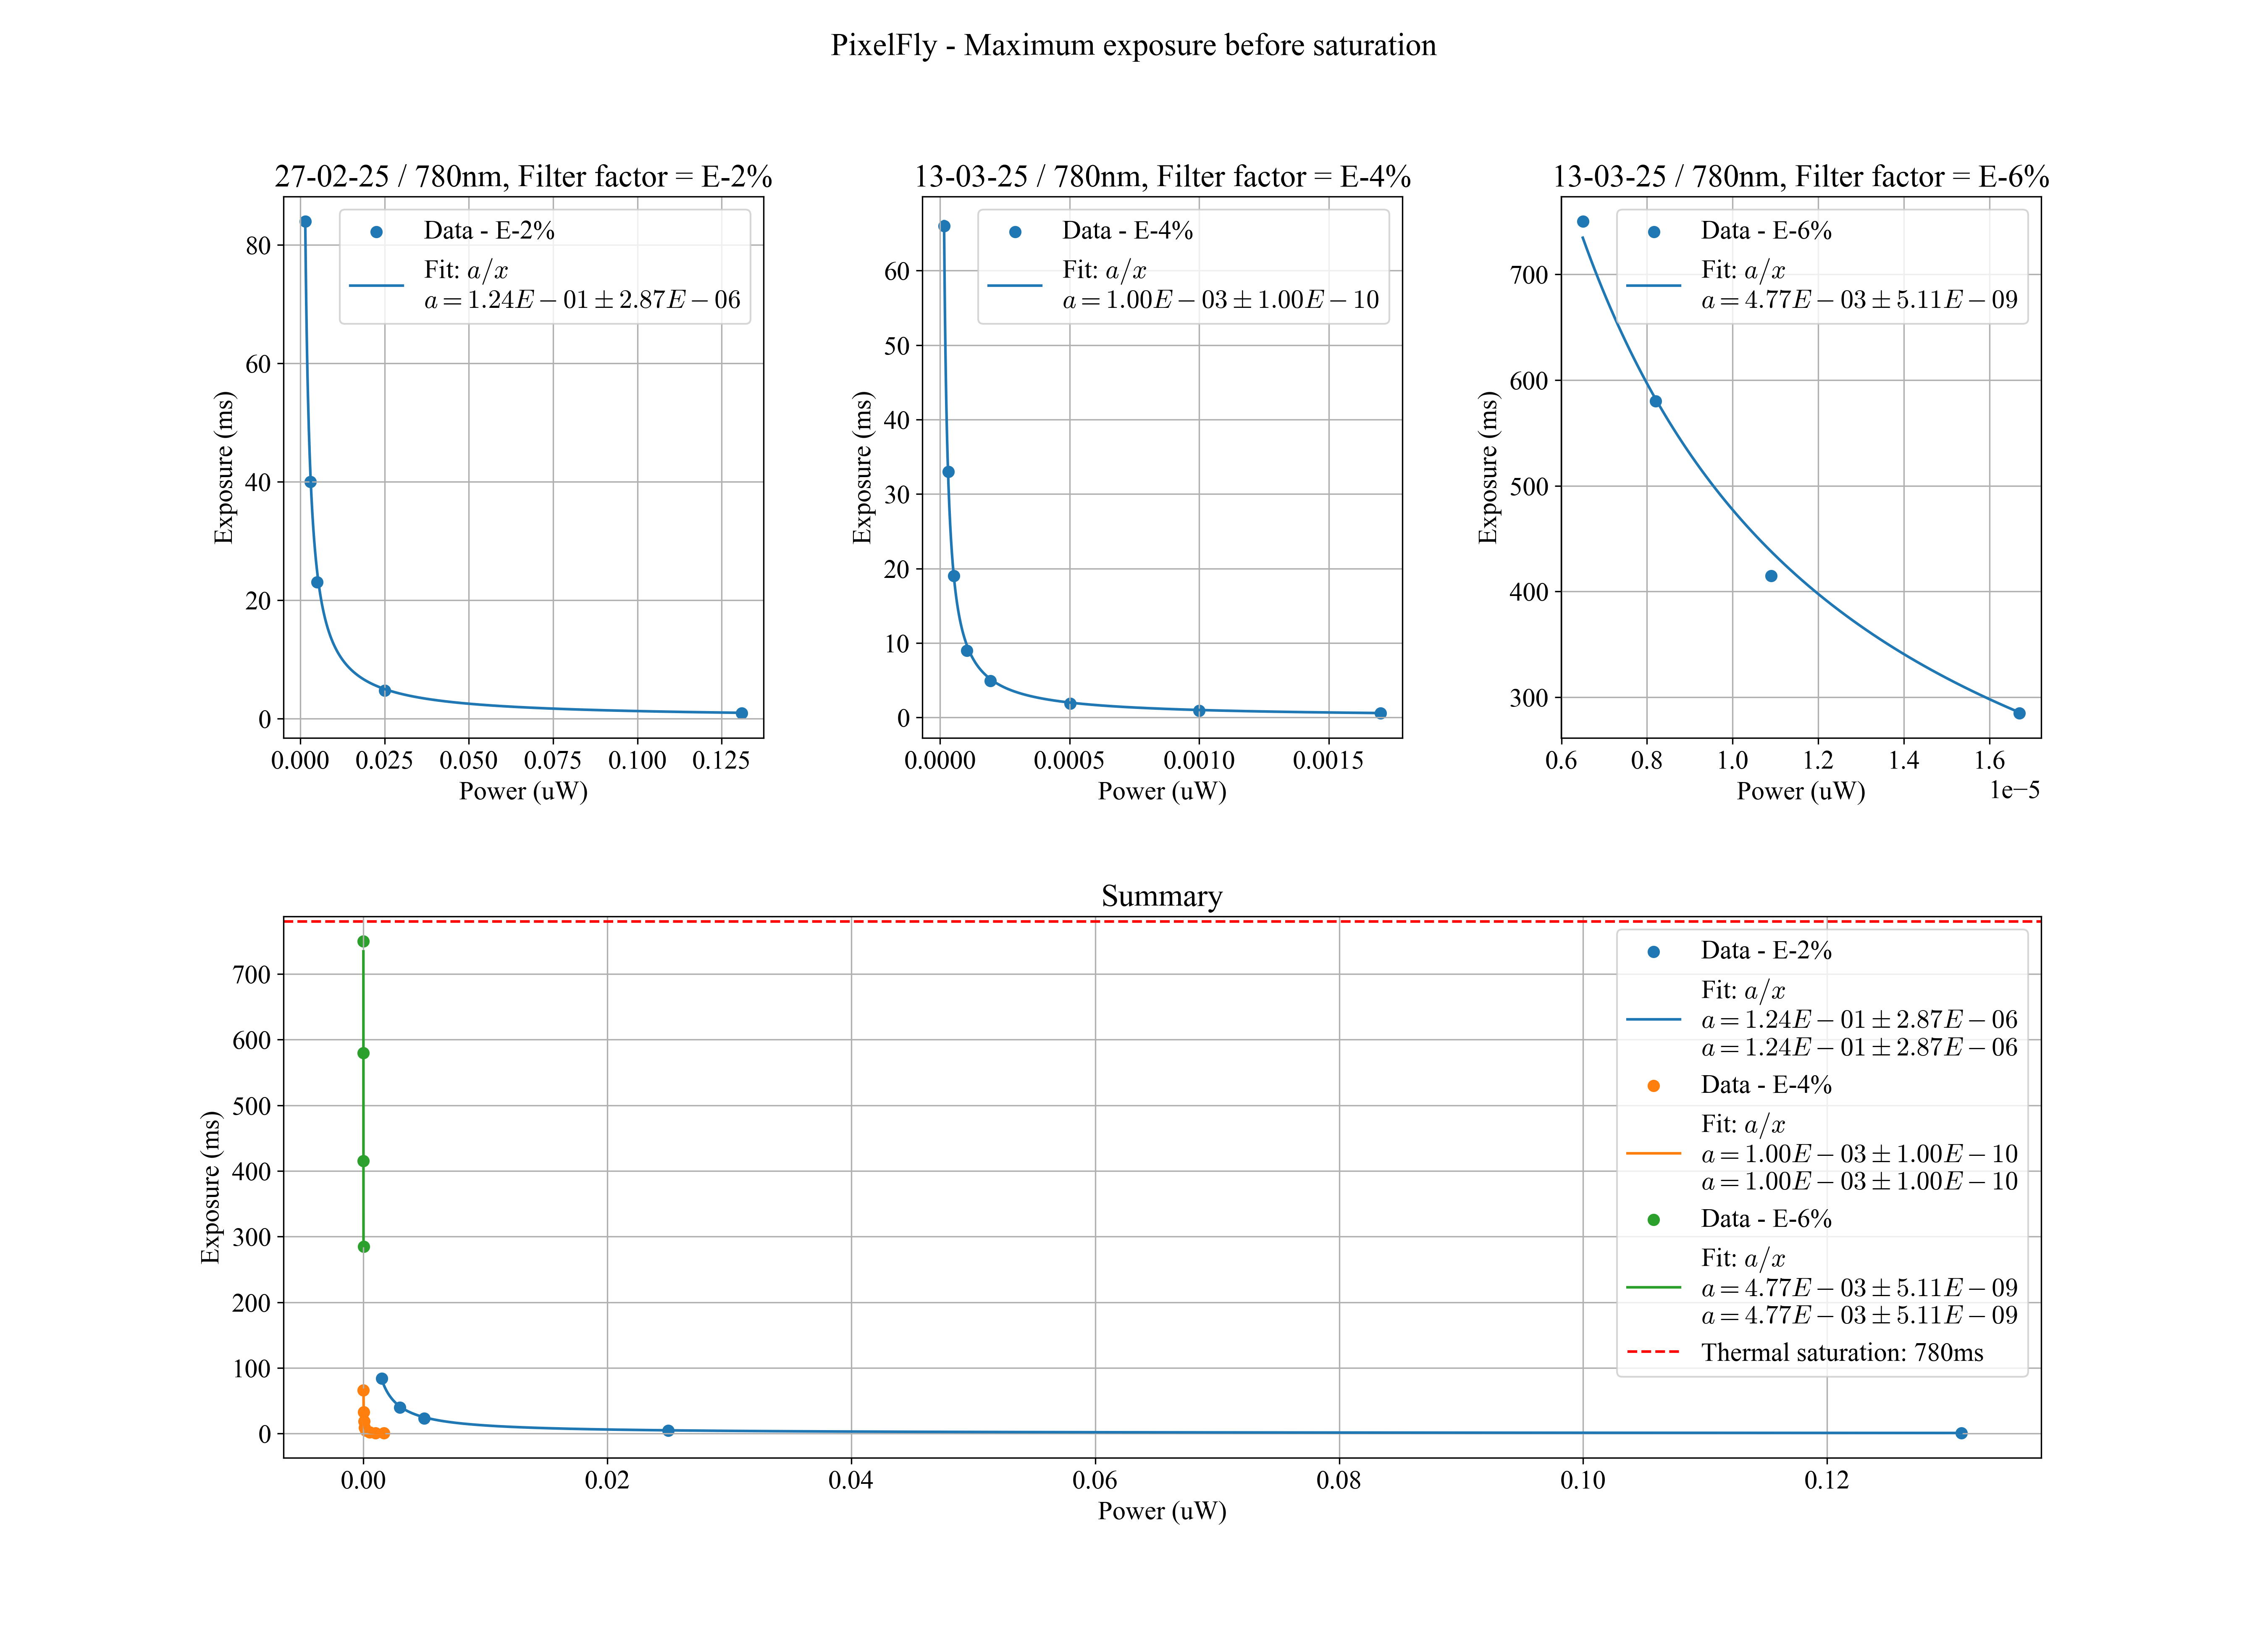 PixelFly - Maximum exposure before saturation
27-02-25 / 780nm, Filter factor = E-2%
Data - E-2%
Fit: a/x
a = 1.24E − 01 ± 2.87E − 06
80
60
40
20
0
Exposure (ms)
0.000 0.025 0.050 0.075 0.100 0.125
Power (uW)
13-03-25 / 780nm, Filter factor = E-4%
Data - E-4%
Fit: a/x
a = 1.00E − 03 ± 1.00E − 10
60
50
40
30
20
10
0
Exposure (ms)
0.0000 0.0005 0.0010 0.0015
Power (uW)
13-03-25 / 780nm, Filter factor = E-6%
Data - E-6%
Fit: a/x
a = 4.77E − 03 ± 5.11E − 09
700
600
500
400
300
Exposure (ms)
0.6 0.8 1.0 1.2 1.4 1.6
Power (uW)
1e−5
Summary
Data - E-2%
Fit: a/x
a = 1.24E − 01 ± 2.87E − 06
a = 1.24E − 01 ± 2.87E − 06
Data - E-4%
Fit: a/x
a = 1.00E − 03 ± 1.00E − 10
a = 1.00E − 03 ± 1.00E − 10
Data - E-6%
Fit: a/x
a = 4.77E − 03 ± 5.11E − 09
a = 4.77E − 03 ± 5.11E − 09
Thermal saturation: 780ms
700
600
500
400
300
200
100
0
Exposure (ms)
0.00 0.02 0.04 0.06 0.08 0.10 0.12
Power (uW)